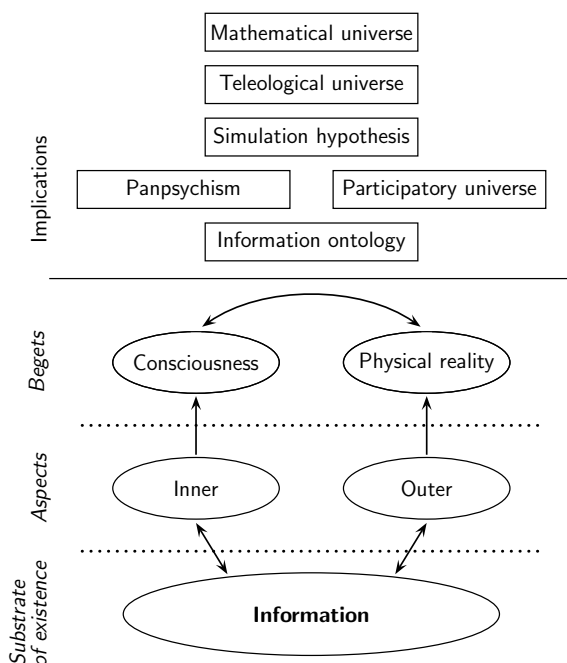 Mathematical universe
Teleological universe
Simulation hypothesis
Panpsychism
Participatory universe
Information ontology
Implications
Consciousness
Physical reality
Begets
Inner
Outer
Aspects
Information
Substrate
of existence